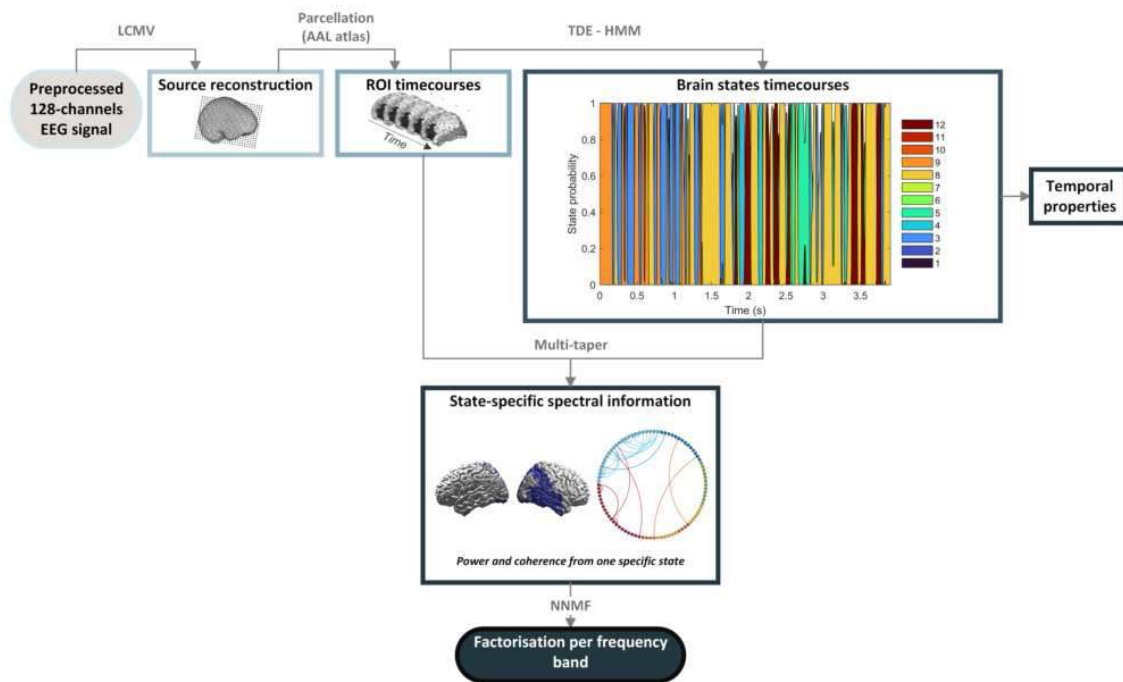 LCMV
Parcellation
(AAL atlas)
TDE - HMM
Preprocessed
128-channels
EEG signal
Source reconstruction
ROI timecourses
Time
Brain states timecourses
State probability
1
0.8
0.6
0.4
0.2
0
0
0.5
1
1.5
2
2.5
3
3.5
Time (s)
12
11
10
9
8
7
6
5
4
3
2
1
Temporal
properties
Multi-taper
State-specific spectral information
Power and coherence from one specific state
NNMF
Factorisation per frequency
band